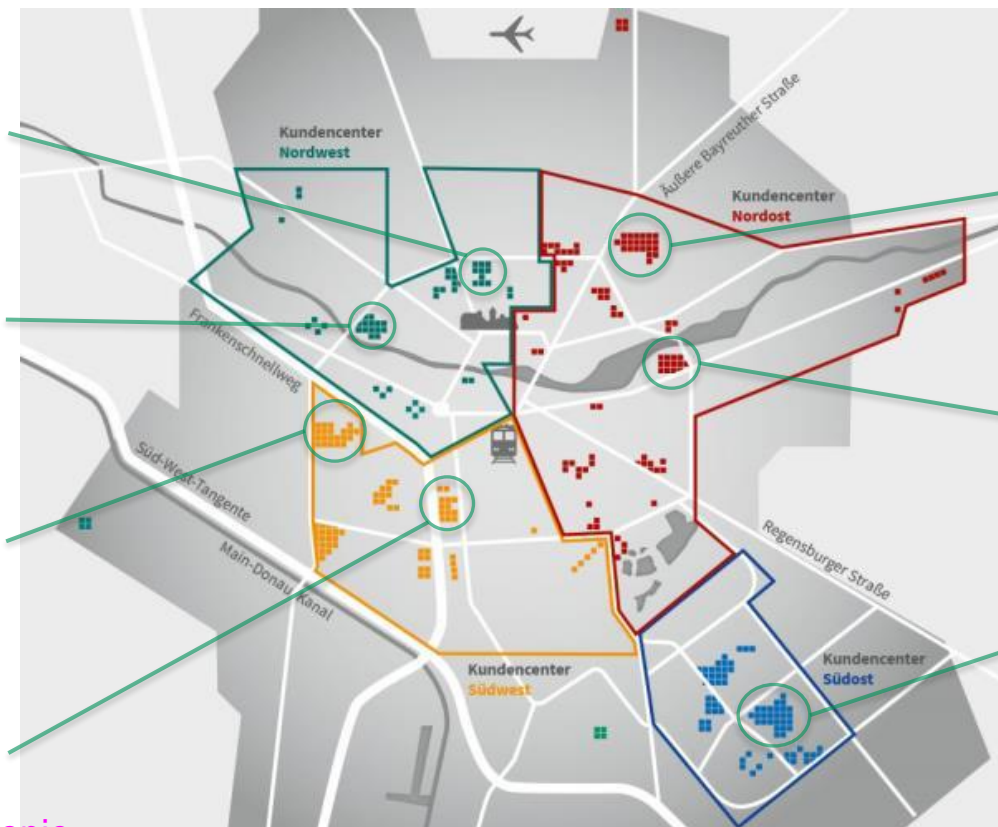 Äußere Bayreuther Straße
Kundencenter
Nordwest
Kundencenter
Nordost
Frankenschnellweg
Süd-West-Tangente
Main-Donau Kanal
Regensburger Straße
Kundencenter
Südwest
Kundencenter
Südost